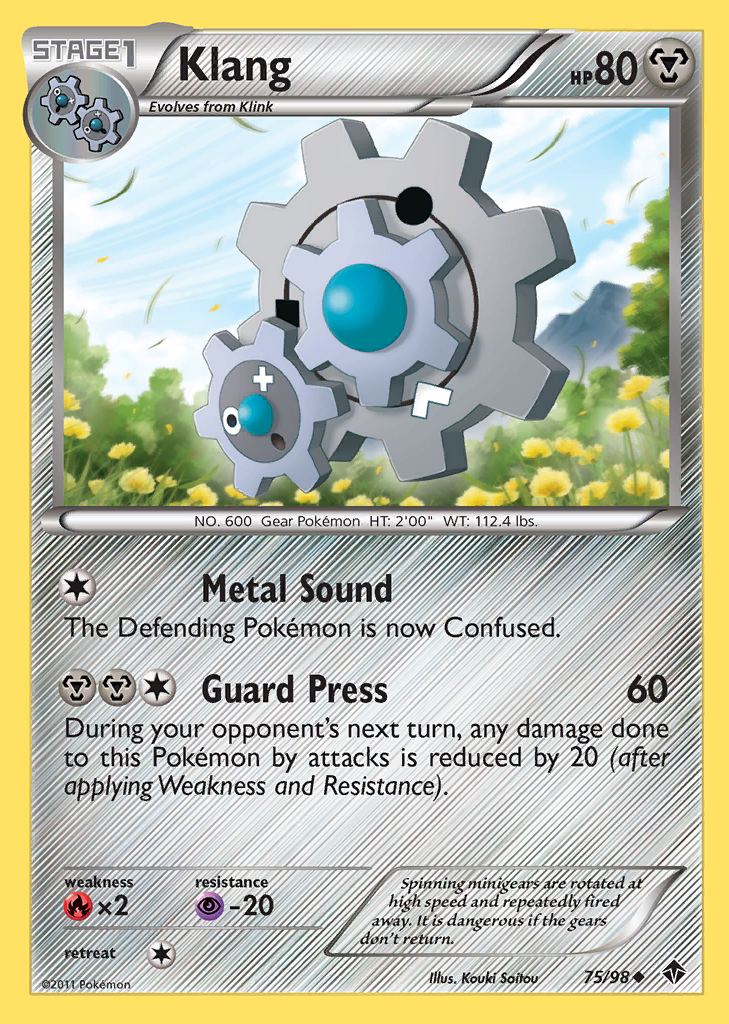 STAGE1
Klang
HP80
Evolves from Klink
NO. 600 Gear Pokémon HT: 2'00" WT: 112.4 lbs.
Metal Sound
The Defending Pokémon is now Confused.
Guard Press 60
During your opponent's next turn, any damage done
to this Pokémon by attacks is reduced by 20 (after
applying Weakness and Resistance).
weakness
×2
resistance
-20
retreat
Spinning minigears are rotated at
high speed and repeatedly fired
away. It is dangerous if the gears
don't return.
©2011 Pokémon
Illus. Kouki Saitou
75/98